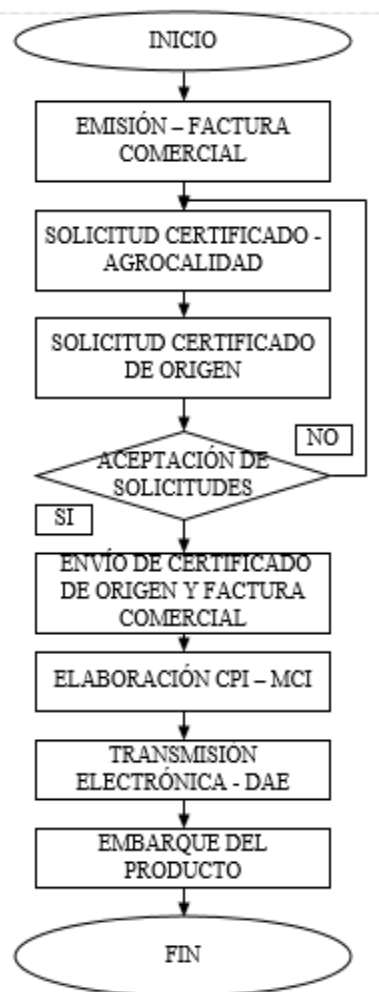 INICIO
EMISIÓN – FACTURA
COMERCIAL
SOLICITUD CERTIFICADO -
AGROCALIDAD
SOLICITUD CERTIFICADO
DE ORIGEN
NO
ACEPTACIÓN DE
SOLICITUDES
SI
ENVÍO DE CERTIFICADO
DE ORIGEN Y FACTURA
COMERCIAL
ELABORACIÓN CPI – MCI
TRANSMISIÓN
ELECTRÓNICA - DAE
EMBARQUE DEL
PRODUCTO
FIN